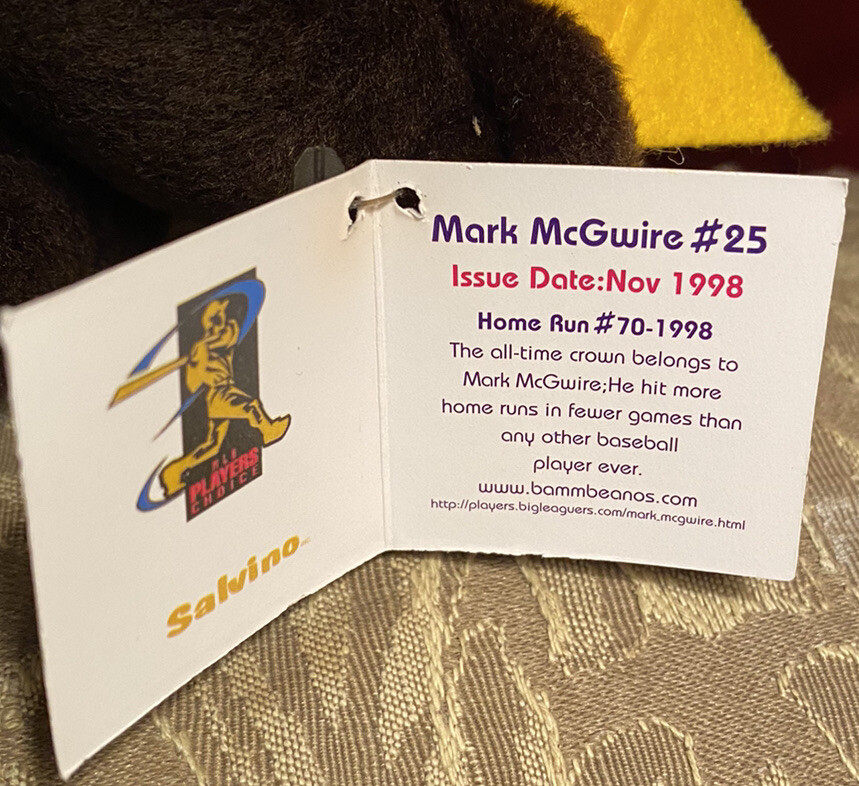 MLB
PLAYERS
CHOICE
Salvino
Mark McGwire #25
Issue Date:Nov 1998
Home Run #70-1998
The all-time crown belongs to
Mark McGwire;He hit more
home runs in fewer games than
any other baseball
player ever.
www.bammbeanos.com
http://players.bigleaguers.com/mark_mcgwire.html